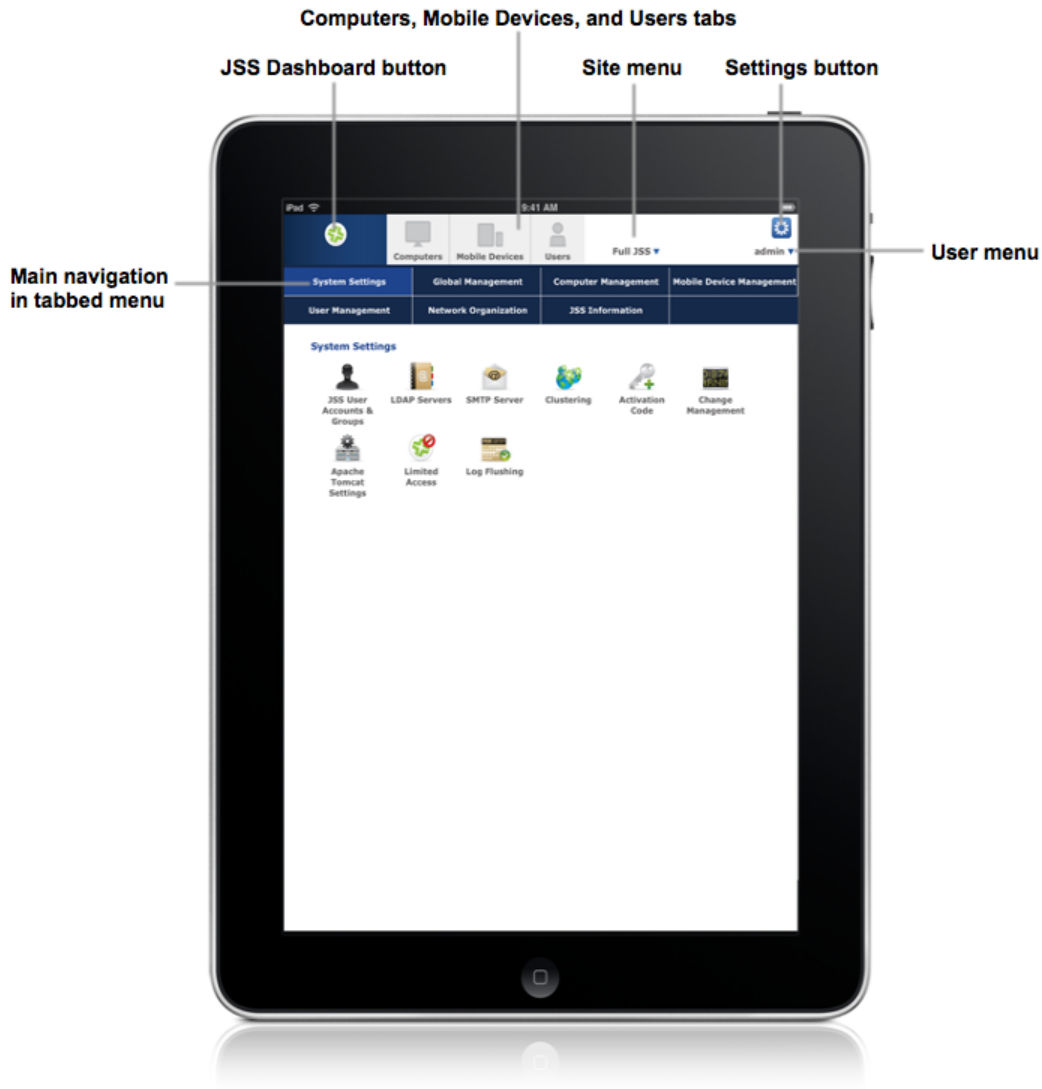 Computers, Mobile Devices, and Users tabs
JSS Dashboard button
Site menu
Settings button
iPad
9:41 AM
Computers
Mobile Devices
Users
Full JSS ▼
admin ▼
User menu
Main navigation
in tabbed menu
System Settings
Global Management
Computer Management
Mobile Device Management
User Management
Network Organization
JSS Information
System Settings
JSS User
Accounts &
Groups
LDAP Servers
SMTP Server
Clustering
Activation
Code
Change
Management
Apache
Tomcat
Settings
Limited
Access
Log Flushing